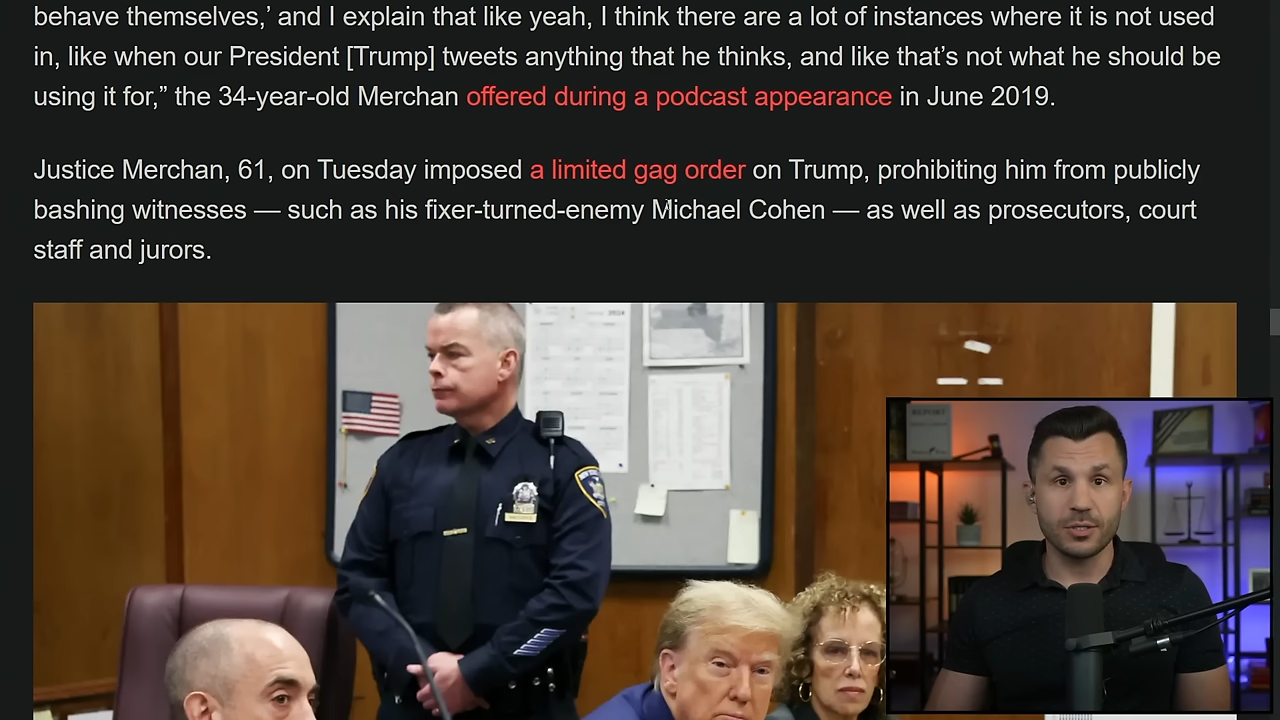 behave themselves,’ and I explain that like yeah, I think there are a lot of instances where it is not used
in, like when our President [Trump] tweets anything that he thinks, and like that’s not what he should be
using it for,” the 34-year-old Merchan offered during a podcast appearance in June 2019.
Justice Merchan, 61, on Tuesday imposed a limited gag order on Trump, prohibiting him from publicly
bashing witnesses — such as his fixer-turned-enemy Michael Cohen — as well as prosecutors, court
staff and jurors.
REPORT